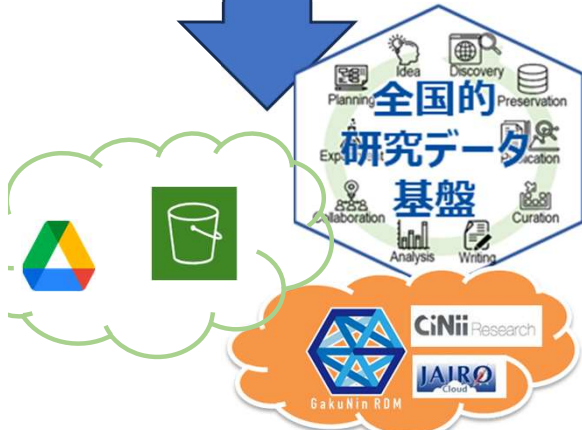 Idea
Discovery
Planning
Preservation
全国的
研究データ
基盤
Collaboration
Curation
Analysis
Writing
CiNii Research
JAIRO
Cloud
GakuNin RDM